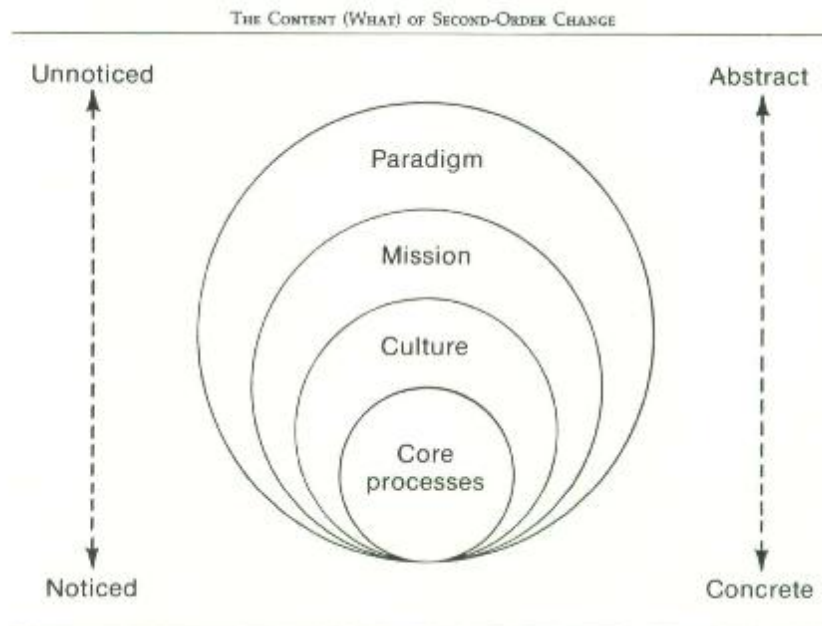 THE CONTENT (WHAT) OF SECOND-ORDER CHANGE
Unnoticed
Abstract
Paradigm
Mission
Culture
Core
processes
Noticed
Concrete